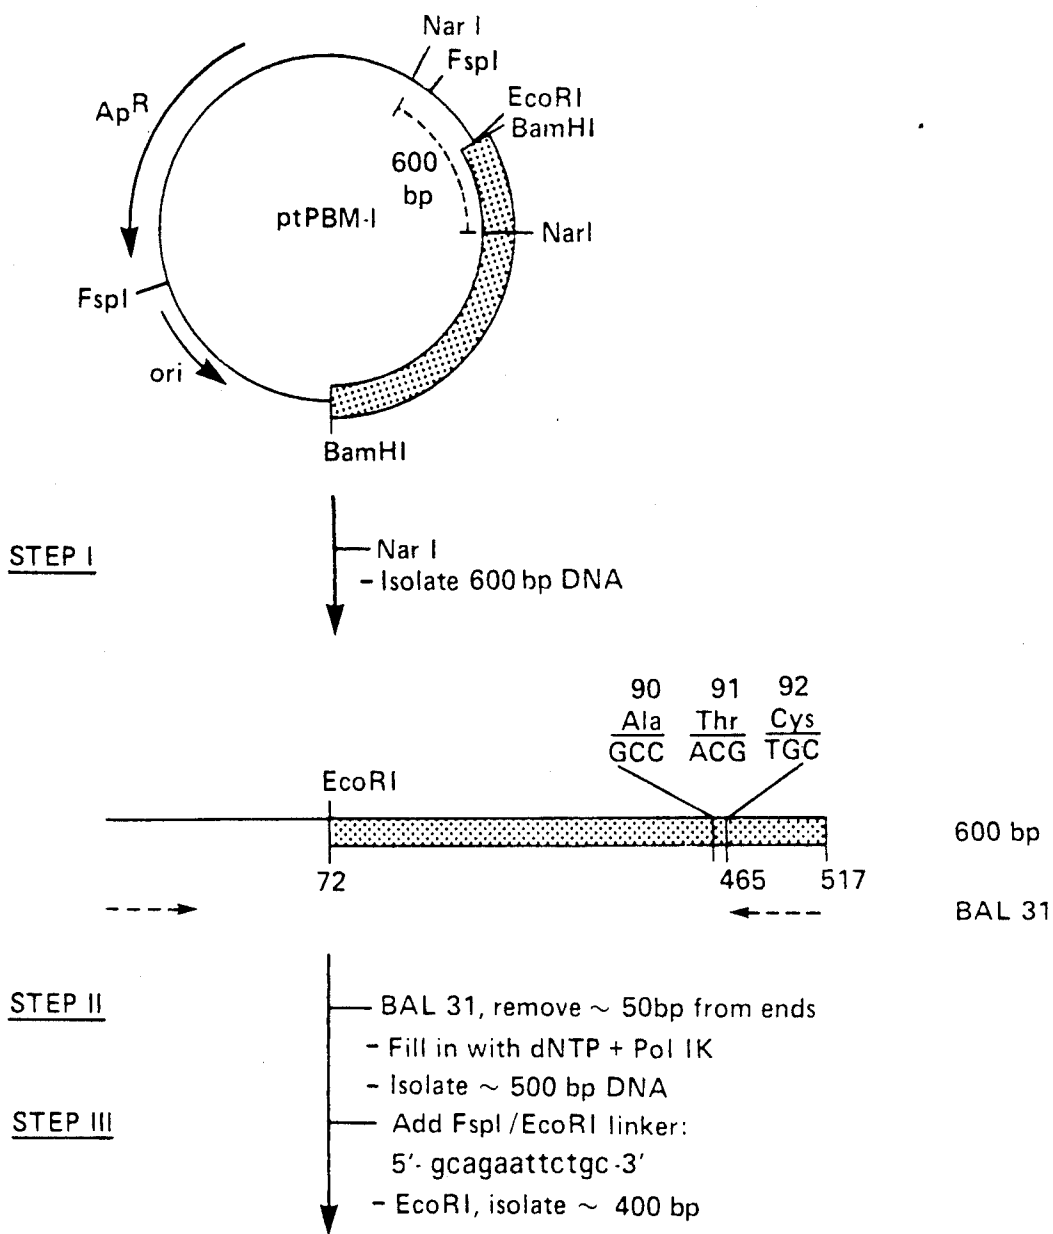 Nar I
FspI
EcoRI
BamHI
Ap^R
600
bp
ptPBM-I
NarI
FspI
ori
BamHI
STEP I
Nar I
- Isolate 600 bp DNA
90 91 92
Ala Thr Cys
GCC ACG TGC
EcoRI
600 bp
72 465 517
BAL 31
STEP II
BAL 31, remove ~ 50bp from ends
- Fill in with dNTP + Pol IK
- Isolate ~ 500 bp DNA
STEP III
Add FspI/EcoRI linker:
5'- gcagaattctgc -3'
- EcoRI, isolate ~ 400 bp